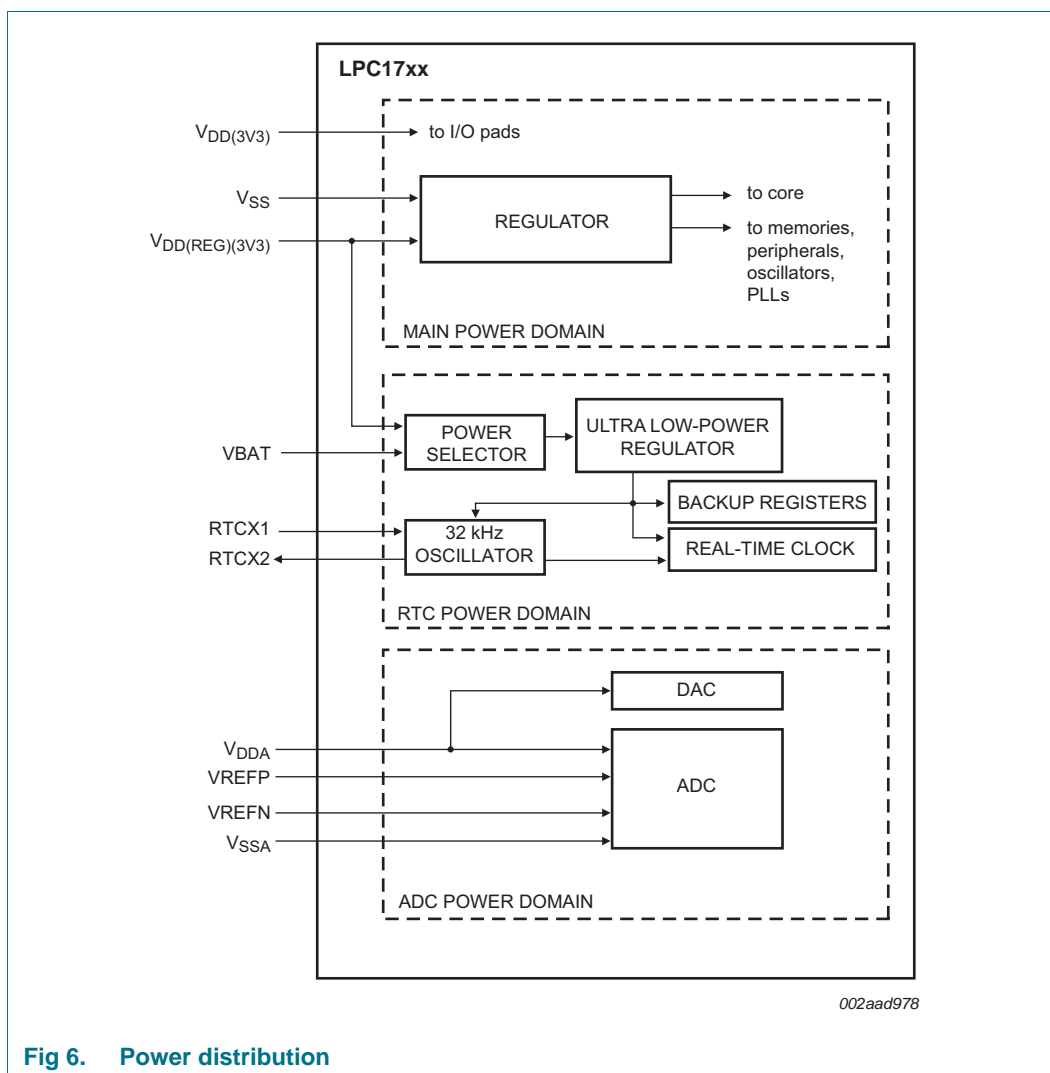 LPC17xx
VDD(3V3)
to I/O pads
VSS
REGULATOR
to core
VDD(REG)(3V3)
to memories,
peripherals,
oscillators,
PLLs
MAIN POWER DOMAIN
POWER
SELECTOR
ULTRA LOW-POWER
REGULATOR
VBAT
BACKUP REGISTERS
RTCX1
32 kHz
OSCILLATOR
REAL-TIME CLOCK
RTCX2
RTC POWER DOMAIN
DAC
VDDA
VREFP
ADC
VREFN
VSSA
ADC POWER DOMAIN
002aad978
Fig 6. Power distribution